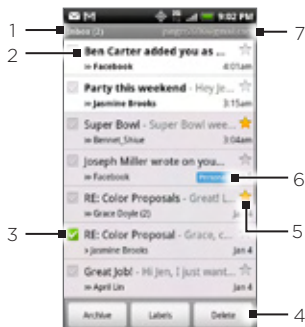 9:02 PM
1
Inbox (2)
7
2
Ben Carter added you as ...
Facebook
4:01am
Party this weekend - Hey Je...
Jasmine Brooks
3:15am
Super Bowl - Super Bowl wee...
Bennet_Shiue
3:04am
Joseph Miller wrote on you...
Facebook
Personal
6
RE: Color Proposals - Great! L...
Grace Doyle (2)
5
3
RE: Color Proposal - Grace, c...
Jasmine Brooks
Jan 4
Great Job! - Hi Jen, I just want...
April Lin
Jan 4
Archive Labels Delete
4